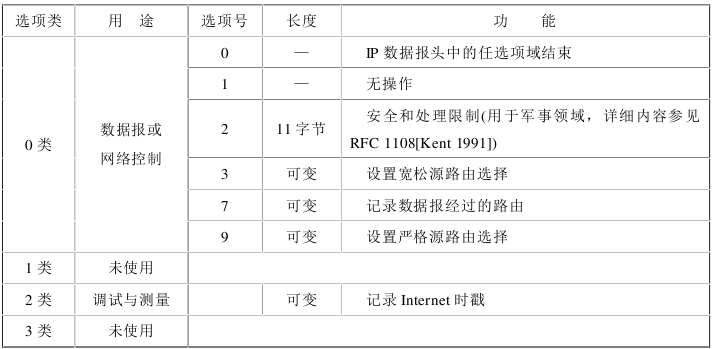 选项类 用 途 选项号 长度 功 能
0 — IP 数据报头中的任选项域结束
1 — 无操作
0 类 数据报或
网络控制 2 11 字节 安全和处理限制(用于军事领域，详细内容参见
RFC 1108[Kent 1991])
3 可变 设置宽松源路由选择
7 可变 记录数据报经过的路由
9 可变 设置严格源路由选择
1 类 未使用
2 类 调试与测量 可变 记录 Internet 时戳
3 类 未使用